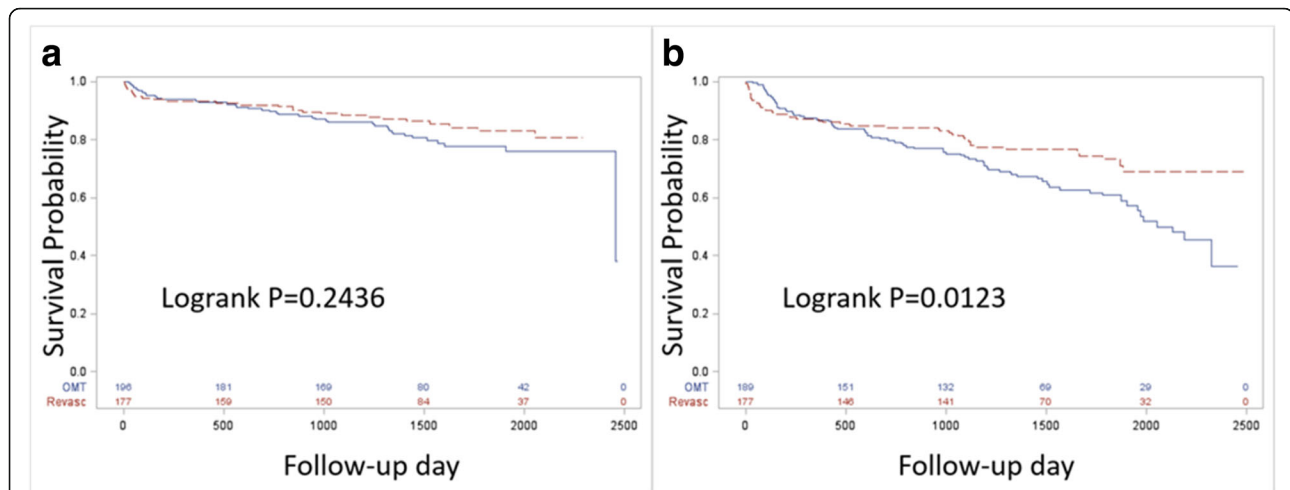 a
Survival Probability
1.0
0.8
0.6
0.4
0.2
0.0
Logrank P=0.2436
OMT 196 181 169 80 42 0
Revasc 177 159 150 84 37 0
0 500 1000 1500 2000 2500
Follow-up day
b
Survival Probability
1.0
0.8
0.6
0.4
0.2
0.0
Logrank P=0.0123
OMT 189 151 132 69 29 0
Revasc 177 146 141 70 32 0
0 500 1000 1500 2000 2500
Follow-up day